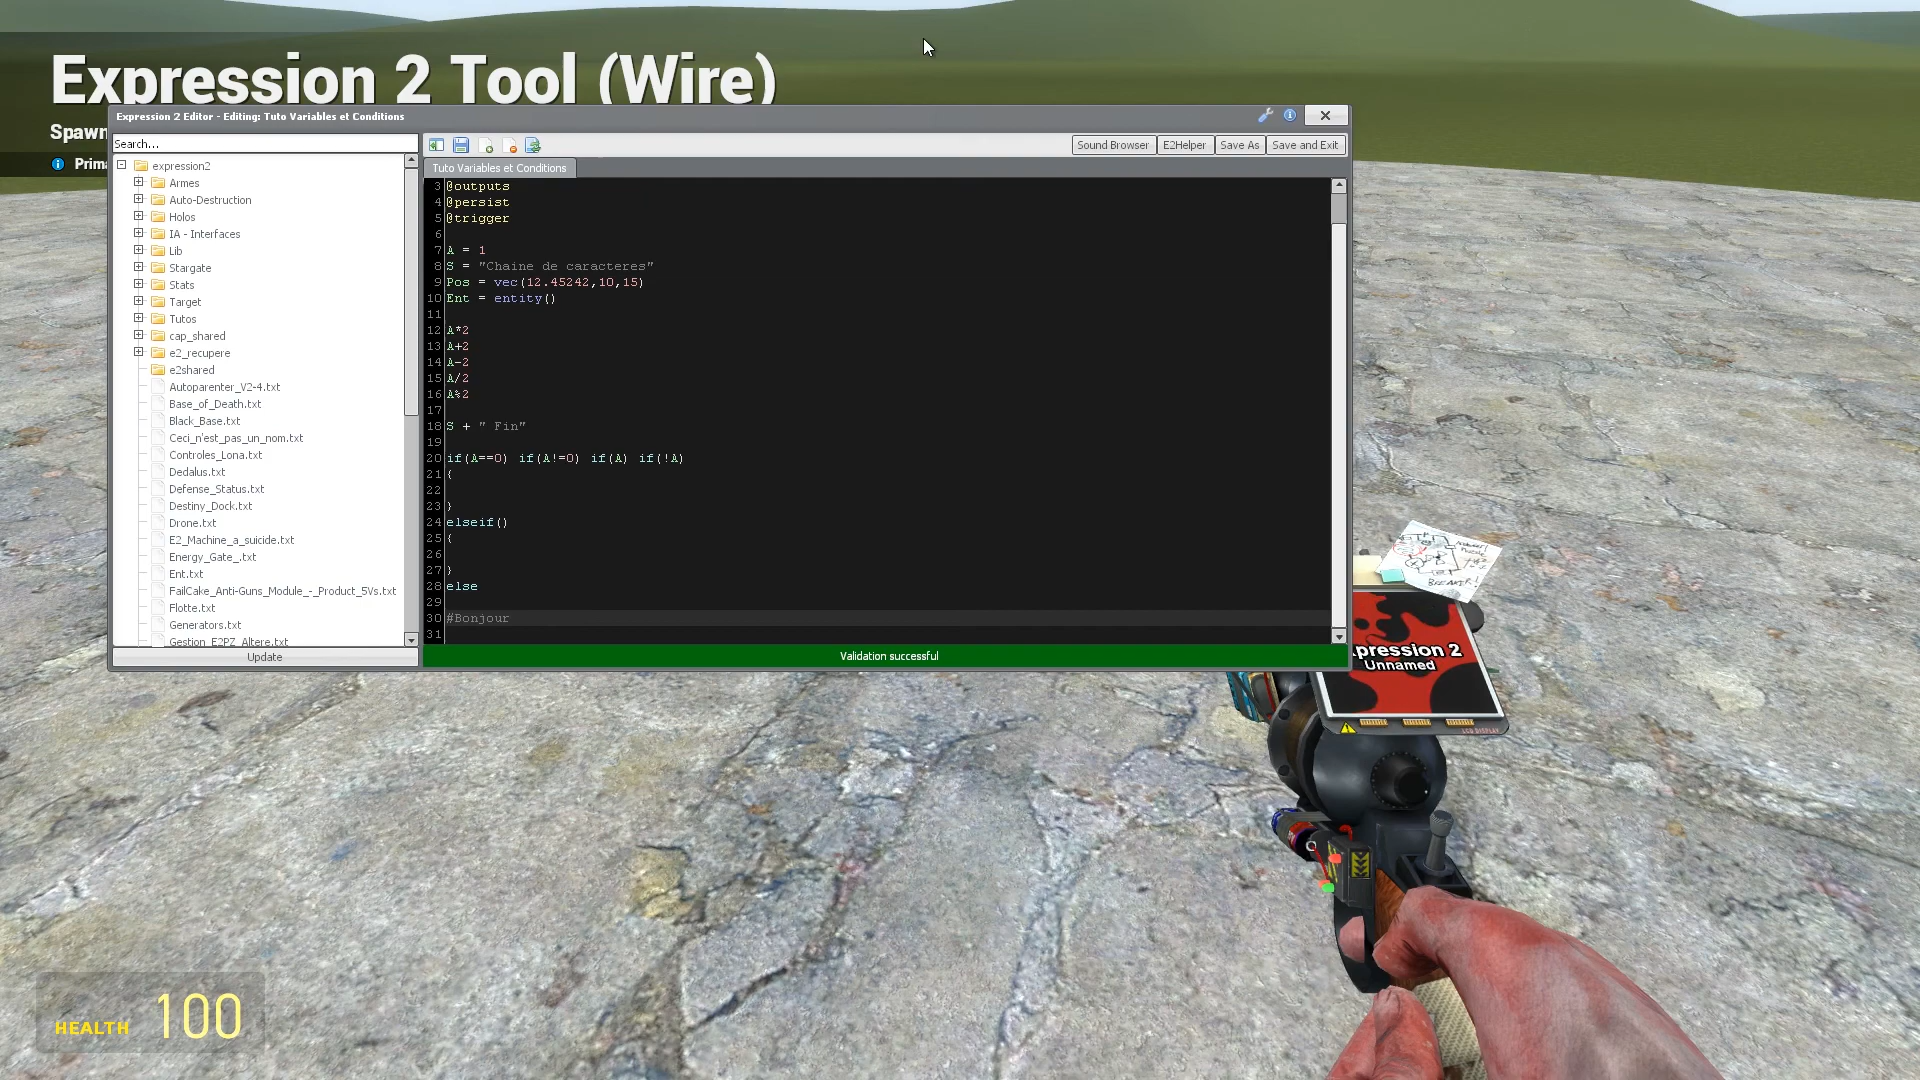 Expression 2 Tool (Wire)
Spawn
Prima
Expression 2 Editor - Editing: Tuto Variables et Conditions
Search...
expression2
Armes
Auto-Destruction
Holos
IA - Interfaces
Lib
Stargate
Stats
Target
Tutos
cap_shared
e2_recupere
e2shared
Autoparenter_V2-4.txt
Base_of_Death.txt
Black_Base.txt
Ceci_n'est_pas_un_nom.txt
Controles_Lona.txt
Dedalus.txt
Defense_Status.txt
Destiny_Dock.txt
Drone.txt
E2_Machine_a_suicide.txt
Energy_Gate_.txt
Ent.txt
FailCake_Anti-Guns_Module_-_Product_5Vs.txt
Flotte.txt
Generators.txt
Gestion_E2PZ_Altere.txt
Update
Sound Browser
E2Helper
Save As
Save and Exit
Tuto Variables et Conditions
3 @outputs
4 @persist
5 @trigger
6
7 A = 1
8 S = "Chaine de caracteres"
9 Pos = vec(12.45242,10,15)
10 Ent = entity()
11
12 A*2
13 A+2
14 A-2
15 A/2
16 A%2
17
18 S + " Fin"
19
20 if(A==0) if(A!=0) if(A) if(!A)
21 {
22
23 }
24 elseif()
25 {
26
27 }
28 else
29
30 #Bonjour
31
Validation successful
BREAKER!
xpression 2
Unnamed
LCD DISPLAY
HEALTH 100